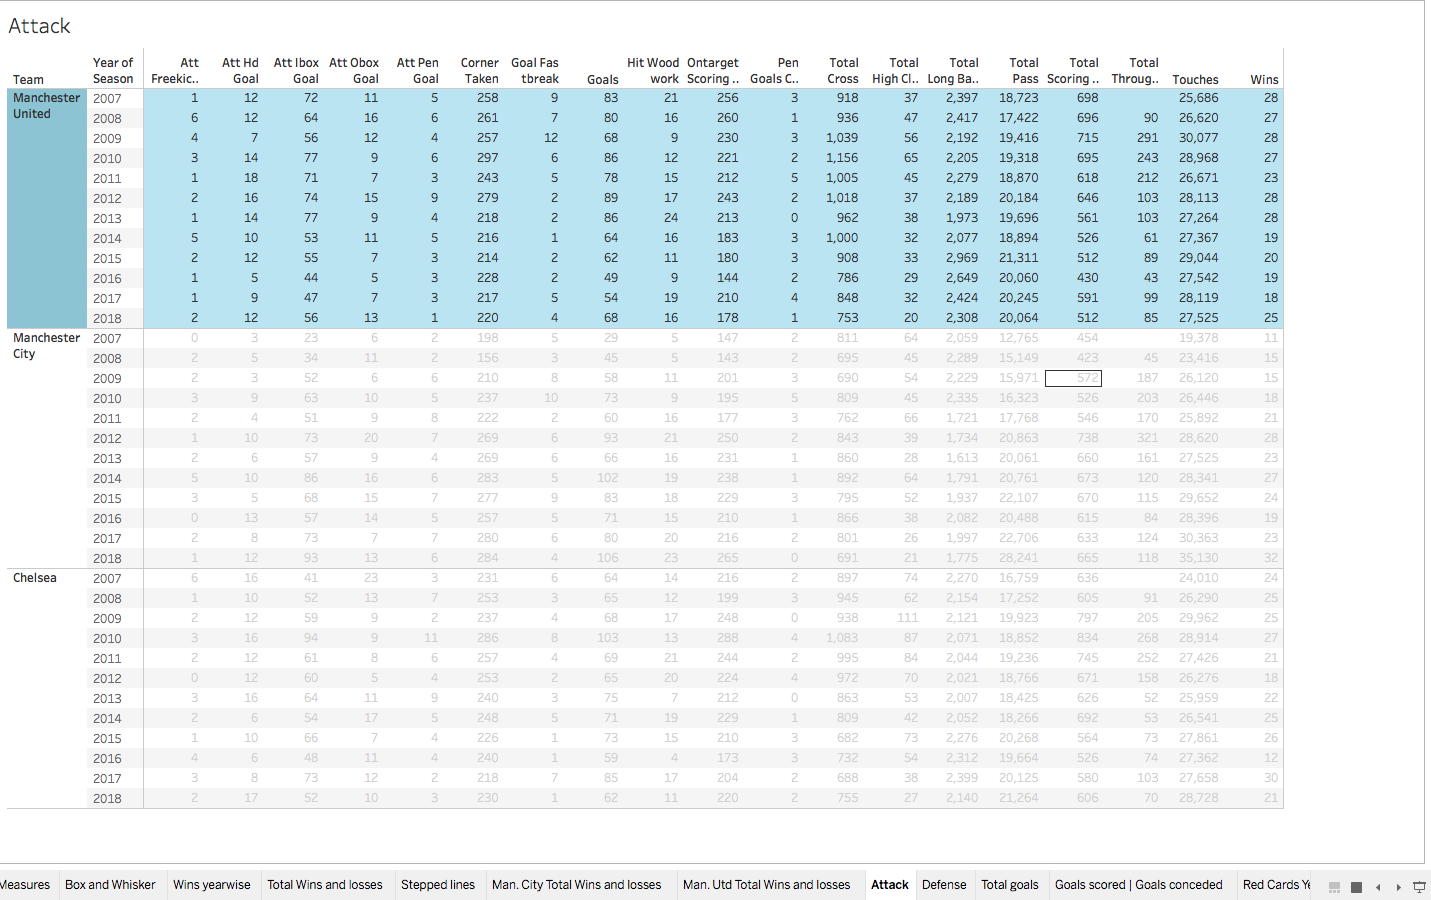 Attack
Team Year of Season Att Freekic.. Att Hd Goal Att Ibox Goal Att Obox Goal Att Pen Goal Corner Taken Goal Fas tbreak Goals Hit Wood work Ontarget Scoring .. Pen Goals C.. Total Cross Total High Cl.. Total Long Ba.. Total Pass Total Scoring .. Total Throug.. Touches Wins
Manchester United 2007 1 12 72 11 5 258 9 83 21 256 3 918 37 2,397 18,723 698 25,686 28
2008 6 12 64 16 6 261 7 80 16 260 1 936 47 2,417 17,422 696 90 26,620 27
2009 4 7 56 12 4 257 12 68 9 230 3 1,039 56 2,192 19,416 715 291 30,077 28
2010 3 14 77 9 6 297 6 86 12 221 2 1,156 65 2,205 19,318 695 243 28,968 27
2011 1 18 71 7 3 243 5 78 15 212 5 1,005 45 2,279 18,870 618 212 26,671 23
2012 2 16 74 15 9 279 2 89 17 243 2 1,018 37 2,189 20,184 646 103 28,113 28
2013 1 14 77 9 4 218 2 86 24 213 0 962 38 1,973 19,696 561 103 27,264 28
2014 5 10 53 11 5 216 1 64 16 183 3 1,000 32 2,077 18,894 526 61 27,367 19
2015 2 12 55 7 3 214 2 62 11 180 3 908 33 2,969 21,311 512 89 29,044 20
2016 1 5 44 5 3 228 2 49 9 144 2 786 29 2,649 20,060 430 43 27,542 19
2017 1 9 47 7 3 217 5 54 19 210 4 848 32 2,424 20,245 591 99 28,119 18
2018 2 12 56 13 1 220 4 68 16 178 1 753 20 2,308 20,064 512 85 27,525 25
Manchester City 2007 0 3 23 6 2 198 5 29 5 147 2 811 64 2,059 12,765 454 19,378 11
2008 2 5 34 11 2 156 3 45 5 143 2 695 45 2,289 15,149 423 45 23,416 15
2009 2 3 52 6 6 210 8 58 11 201 3 690 54 2,229 15,971 572 187 26,120 15
2010 3 9 63 10 5 237 10 73 9 195 5 809 45 2,335 16,323 526 203 26,446 18
2011 2 4 51 9 8 222 2 60 16 177 3 762 66 1,721 17,768 546 170 25,892 21
2012 1 10 73 20 7 269 6 93 21 250 2 843 39 1,734 20,863 738 321 28,620 28
2013 2 6 57 9 4 269 6 66 16 231 1 860 28 1,613 20,061 660 161 27,525 23
2014 5 10 86 16 6 283 5 102 19 238 1 892 64 1,791 20,761 673 120 28,341 27
2015 3 5 68 15 7 277 9 83 18 229 3 795 52 1,937 22,107 670 115 29,652 24
2016 0 13 57 14 5 257 5 71 15 210 1 866 38 2,082 20,488 615 84 28,396 19
2017 2 8 73 7 7 280 6 80 20 216 2 801 26 1,997 22,706 633 124 30,363 23
2018 1 12 93 13 6 284 4 106 23 265 0 691 21 1,775 28,241 665 118 35,130 32
Chelsea 2007 6 16 41 23 3 231 6 64 14 216 2 897 74 2,270 16,759 636 24,010 24
2008 1 10 52 13 7 253 3 65 12 199 3 945 62 2,154 17,252 605 91 26,290 25
2009 2 12 59 9 2 237 4 68 17 248 0 938 111 2,121 19,923 797 205 29,962 25
2010 3 16 94 9 11 286 8 103 13 288 4 1,083 87 2,071 18,852 834 268 28,914 27
2011 2 12 61 8 6 257 4 69 21 244 2 995 84 2,044 19,236 745 252 27,426 21
2012 0 12 60 5 4 253 2 65 20 224 4 972 70 2,021 18,766 671 158 26,276 18
2013 3 16 64 11 9 240 3 75 7 212 0 863 53 2,007 18,425 626 52 25,959 22
2014 2 6 54 17 5 248 5 71 19 229 1 809 42 2,052 18,266 692 53 26,541 25
2015 1 10 66 7 4 226 1 73 15 210 3 682 73 2,276 20,268 564 73 27,861 26
2016 4 6 48 11 4 240 1 59 4 173 3 732 54 2,312 19,664 526 74 27,362 12
2017 3 8 73 12 2 218 7 85 17 204 2 688 38 2,399 20,125 580 103 27,658 30
2018 2 17 52 10 3 230 1 62 11 220 2 755 27 2,140 21,264 606 70 28,728 21
Measures Box and Whisker Wins yearwise Total Wins and losses Stepped lines Man. City Total Wins and losses Man. Utd Total Wins and losses Attack Defense Total goals Goals scored | Goals conceded Red Cards Ye